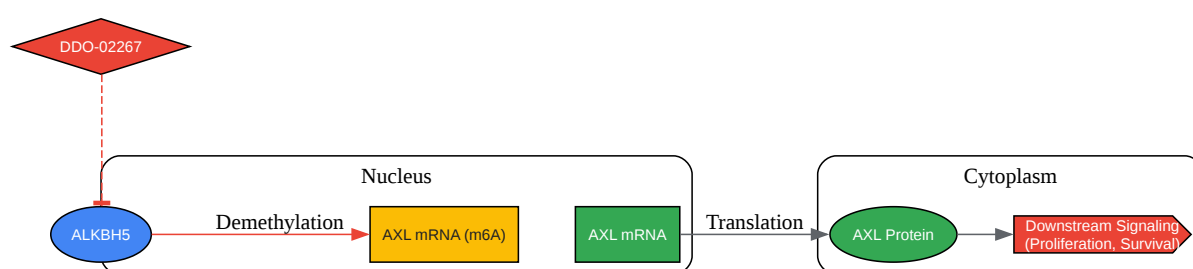 DDO-02267
Nucleus
Cytoplasm
ALKBH5
Demethylation
AXL mRNA (m6A)
AXL mRNA
Translation
AXL Protein
Downstream Signaling
(Proliferation, Survival)